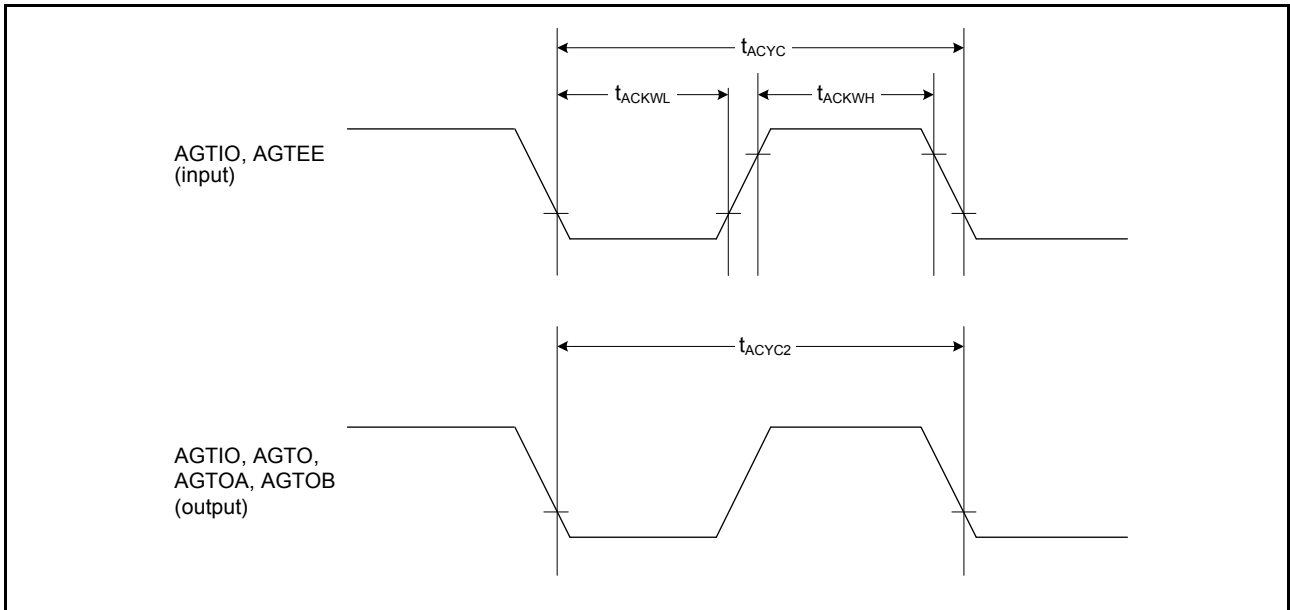 tACYC
tACKWL
tACKWH
AGTIO, AGTEE
(input)
tACYC2
AGTIO, AGTO,
AGTOA, AGTOB
(output)